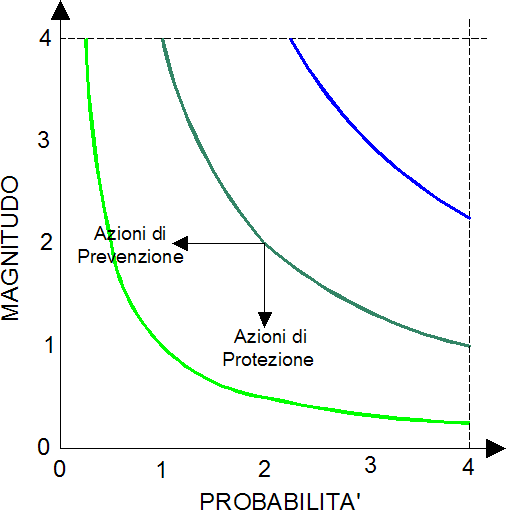 4
3
MAGNITUDO
Azioni di
Prevenzione
2
Azioni di
Protezione
1
0
0 1 2 3 4
PROBABILITA'